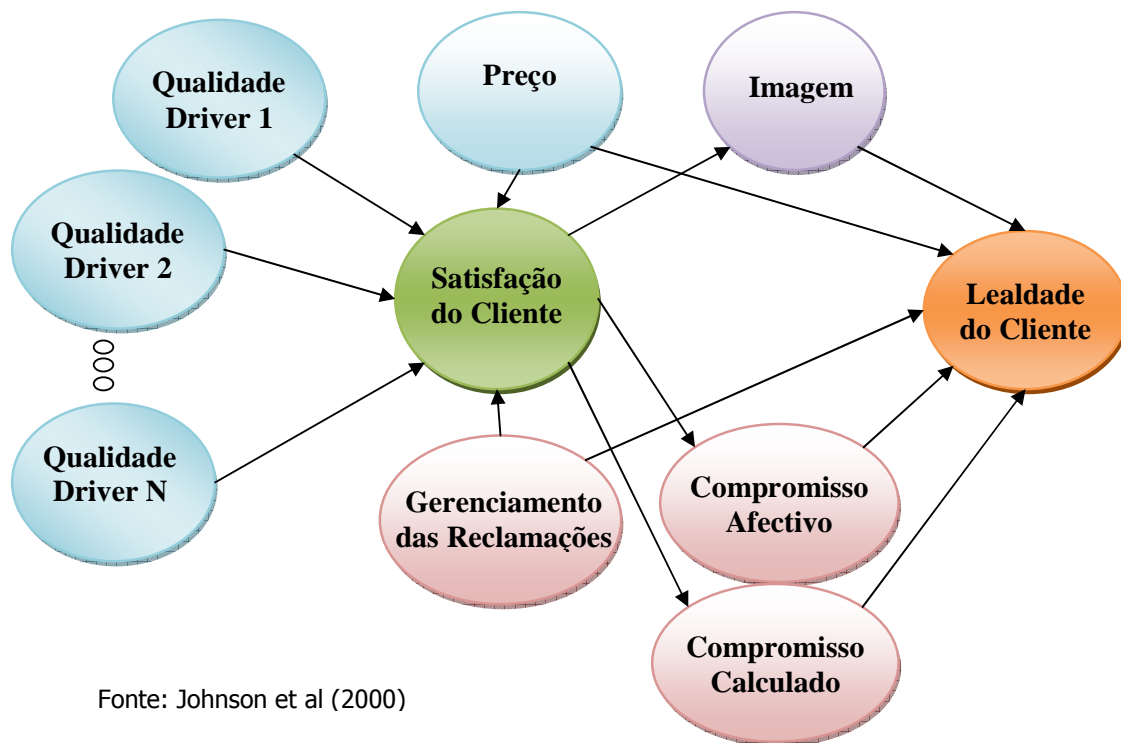 Qualidade
Driver 1
Preço
Imagem
Qualidade
Driver 2
Satisfação
do Cliente
Lealdade
do Cliente
Qualidade
Driver N
Gerenciamento
das Reclamações
Compromisso
Afectivo
Compromisso
Calculado
Fonte: Johnson et al (2000)